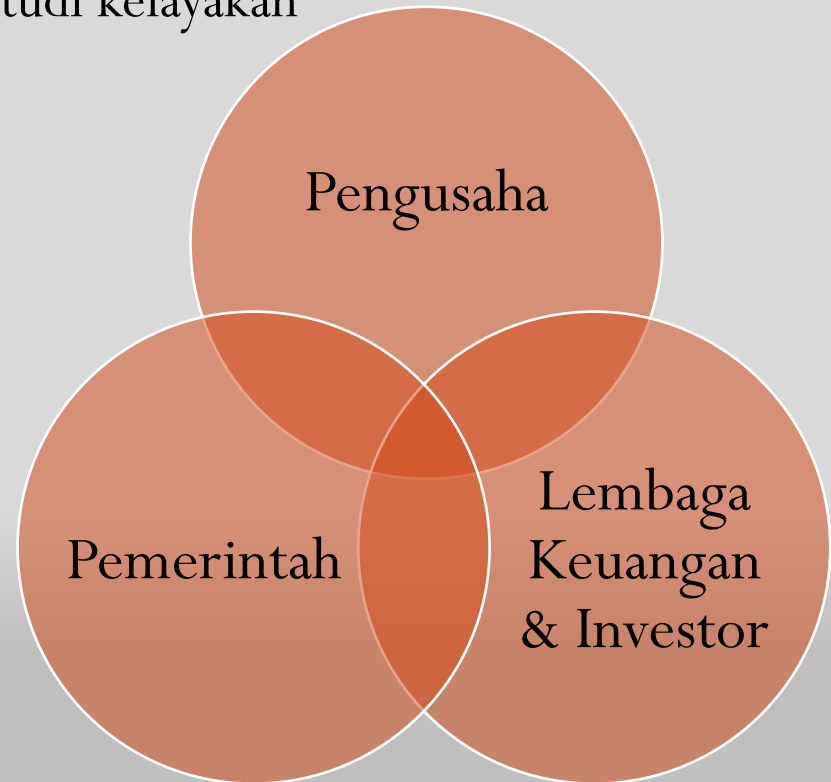 tudi kelayakan
Pengusaha
Pemerintah
Lembaga
Keuangan
& Investor